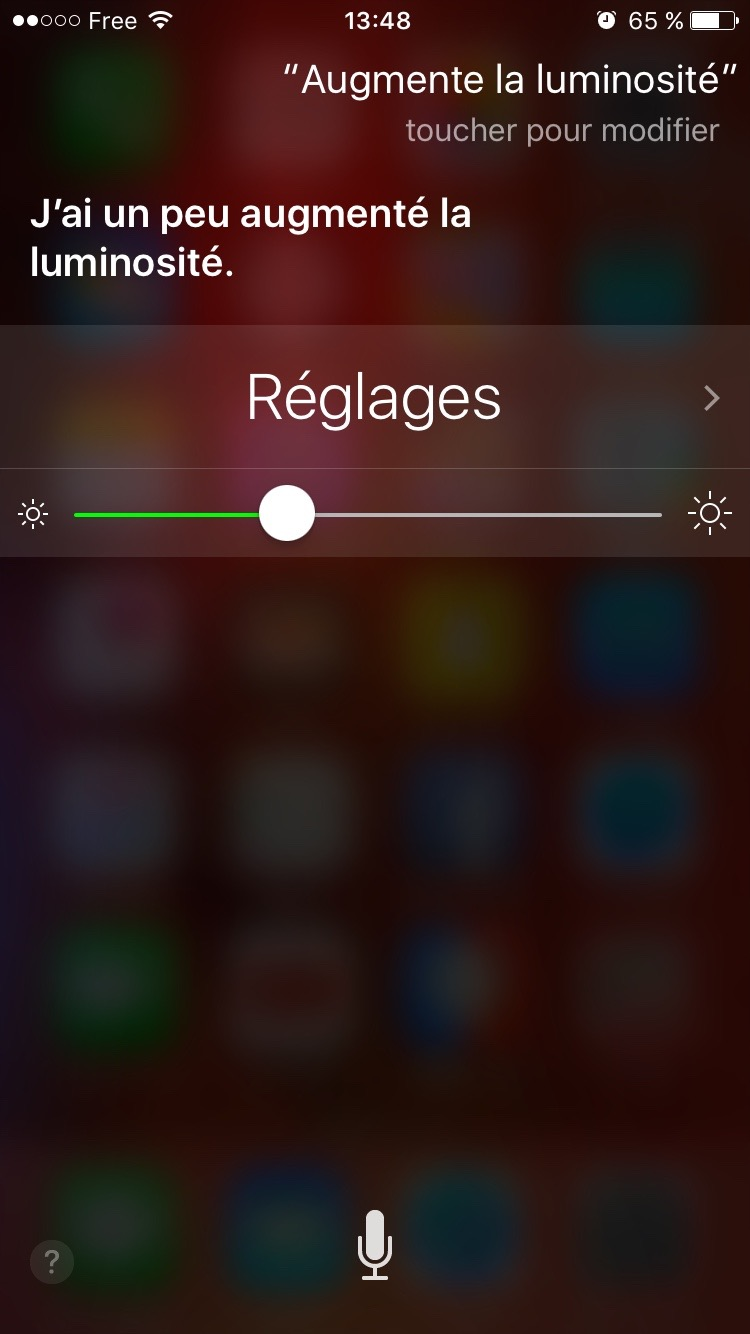 Free 13:48 65 %
“Augmente la luminosité”
toucher pour modifier
J’ai un peu augmenté la
luminosité.
Réglages
?